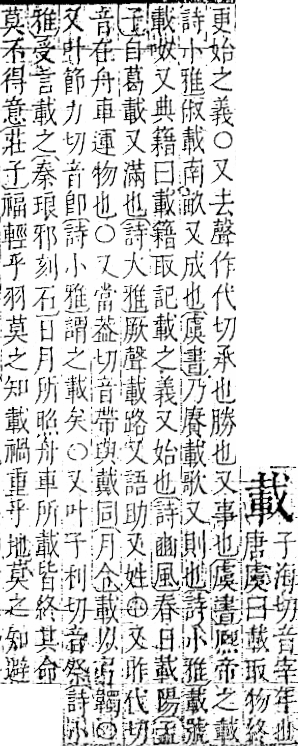 載
子海切音宰年也
唐虞曰載取物終
更始之義〇又去聲作代切承也勝也又事也虞書熙帝之載
詩小雅俶載南畝又成也虞書乃賡載歌又則也詩小雅載號
載呶又典籍曰載籍取記載之義又始也詩豳風春日載陽孟
子自葛載又滿也詩大雅厥聲載路又語助又姓〇又昨代切
音在舟車運物也〇又當蓋切音帶與戴同月令載以弓韣〇
又叶節力切音卽詩小雅謂之載矣〇又叶子利切音祭詩小
雅受言載之秦琅邪刻石日月所照舟車所載皆終其命
莫不得意莊子福輕乎羽莫之知載禍重乎地莫之知避